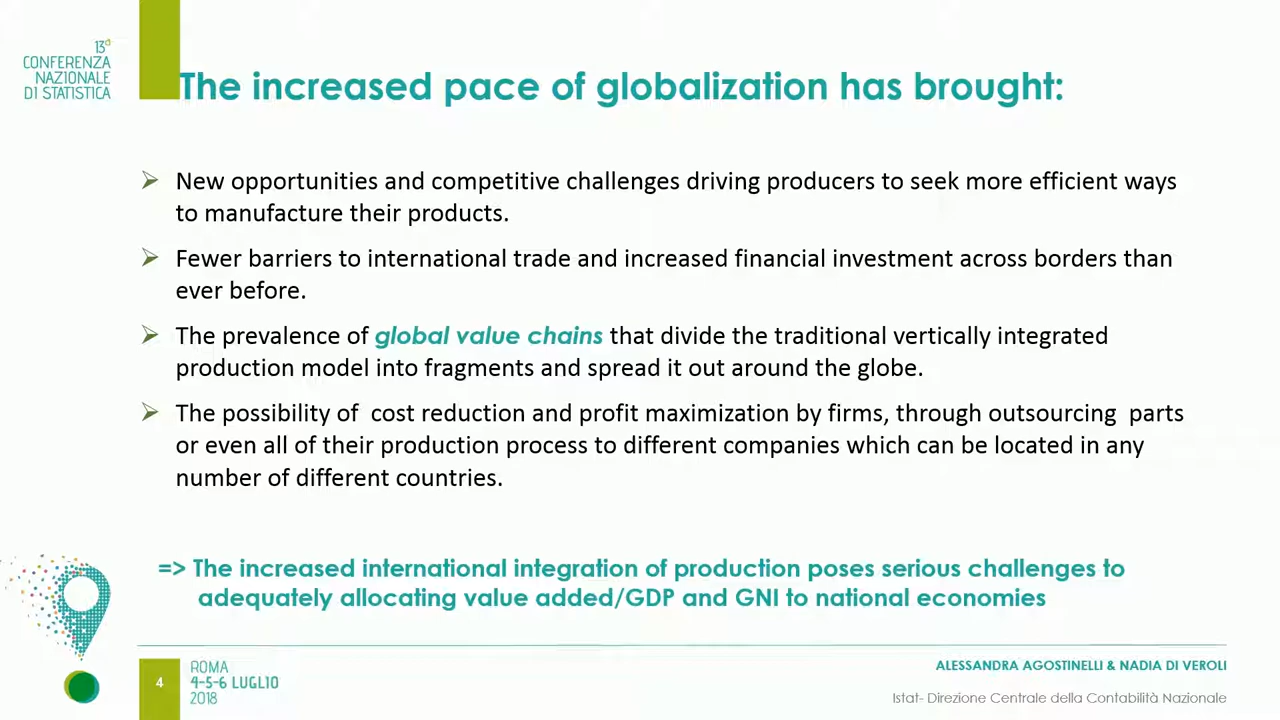 13a
CONFERENZA
NAZIONALE
DI STATISTICA
The increased pace of globalization has brought:
New opportunities and competitive challenges driving producers to seek more efficient ways
to manufacture their products.
Fewer barriers to international trade and increased financial investment across borders than
ever before.
The prevalence of global value chains that divide the traditional vertically integrated
production model into fragments and spread it out around the globe.
The possibility of  cost reduction and profit maximization by firms, through outsourcing  parts
or even all of their production process to different companies which can be located in any
number of different countries.
=> The increased international integration of production poses serious challenges to
adequately allocating value added/GDP and GNI to national economies
4
ROMA
4-5-6 LUGLIO
2018
ALESSANDRA AGOSTINELLI & NADIA DI VEROLI
Istat- Direzione Centrale della Contabilità Nazionale